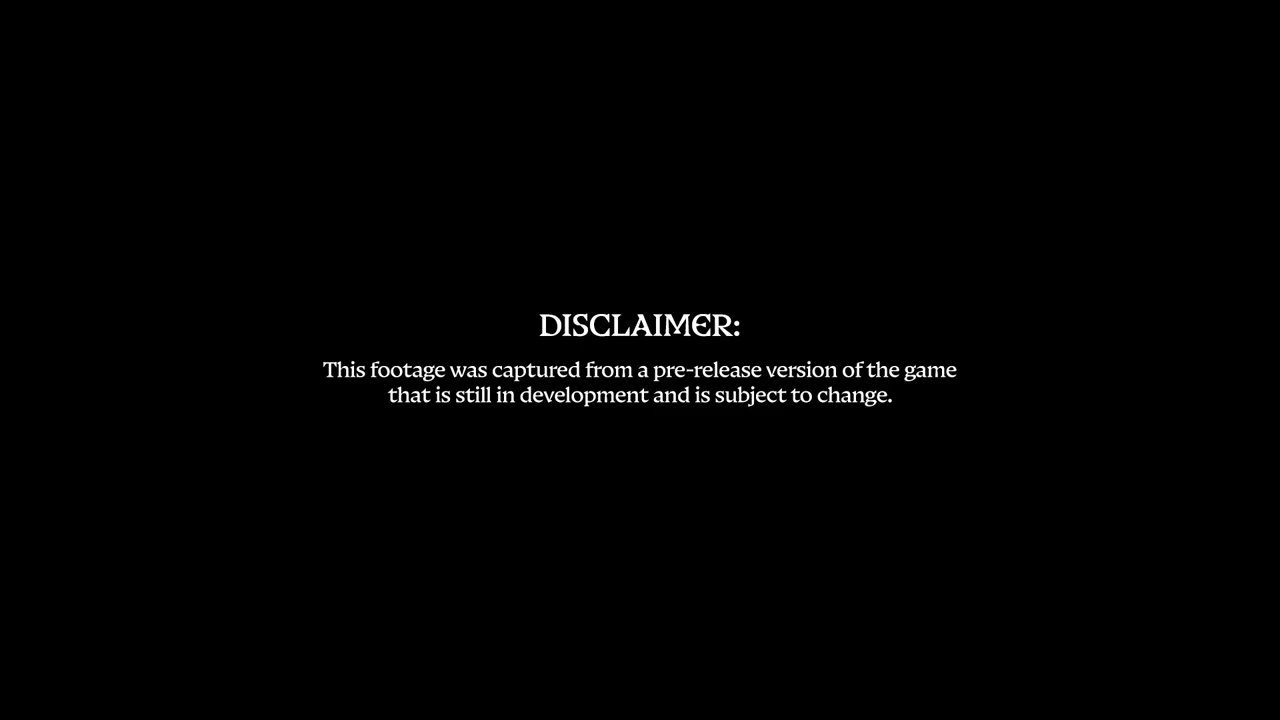 DISCLAIMER:
This footage was captured from a pre-release version of the game
that is still in development and is subject to change.